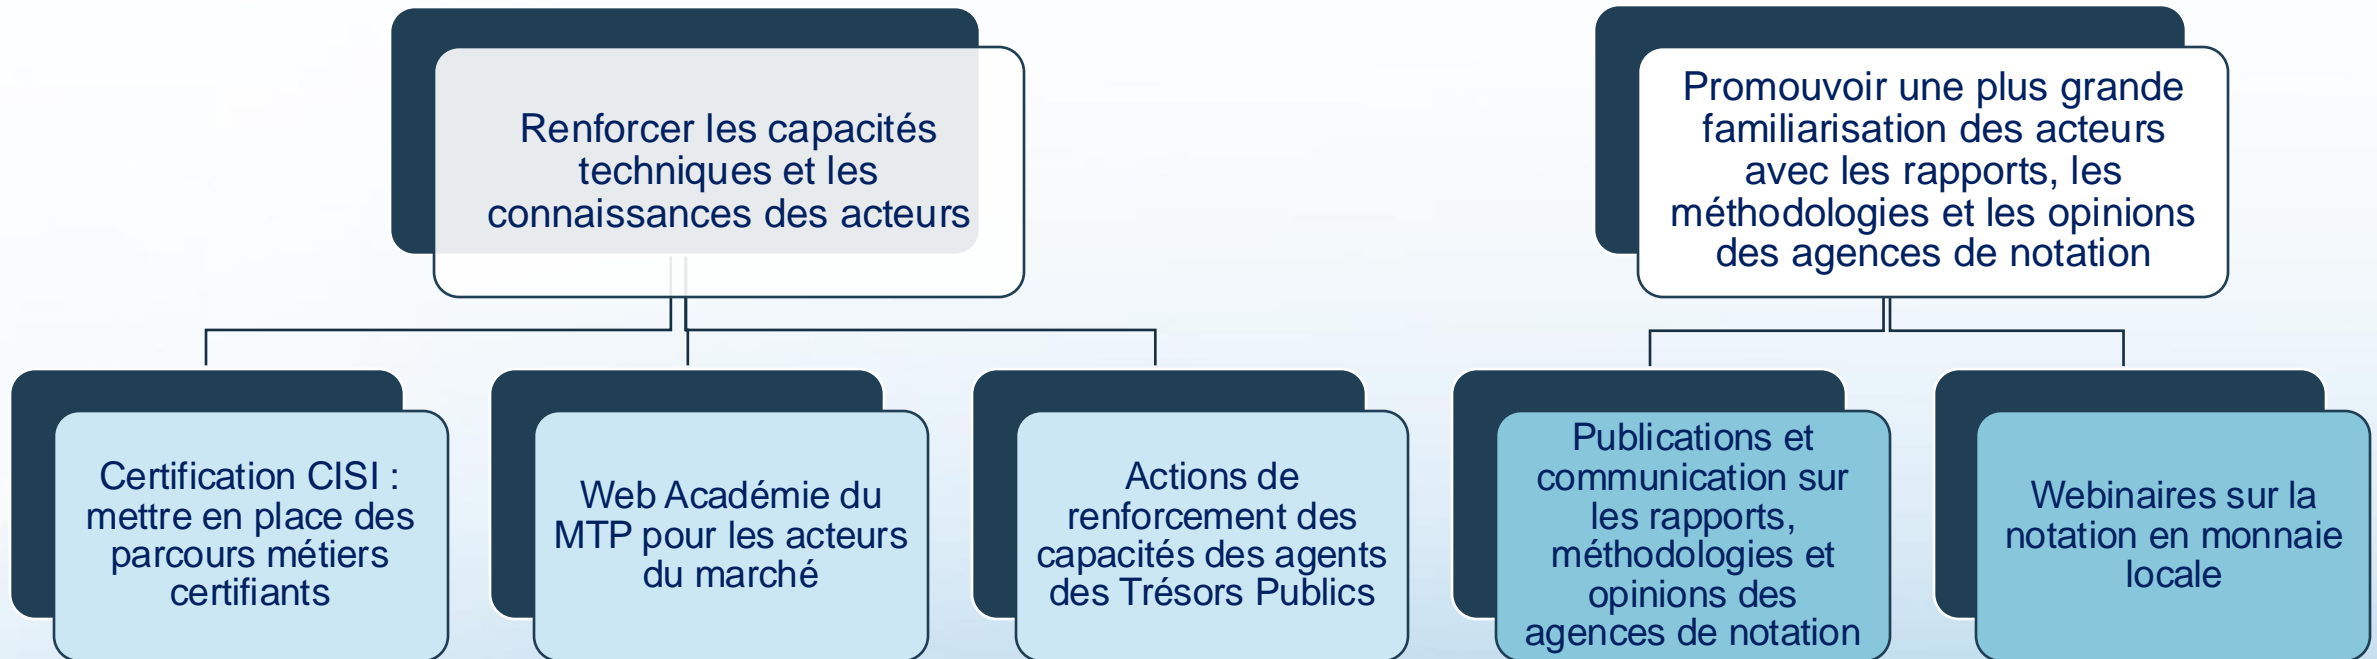 Renforcer les capacités
techniques et les
connaissances des acteurs
Promouvoir une plus grande
familiarisation des acteurs
avec les rapports, les
méthodologies et les opinions
des agences de notation
Certification CISI :
mettre en place des
parcours métiers
certifiants
Web Académie du
MTP pour les acteurs
du marché
Actions de
renforcement des
capacités des agents
des Trésors Publics
Publications et
communication sur
les rapports,
méthodologies et
opinions des
agences de notation
Webinaires sur la
notation en monnaie
locale